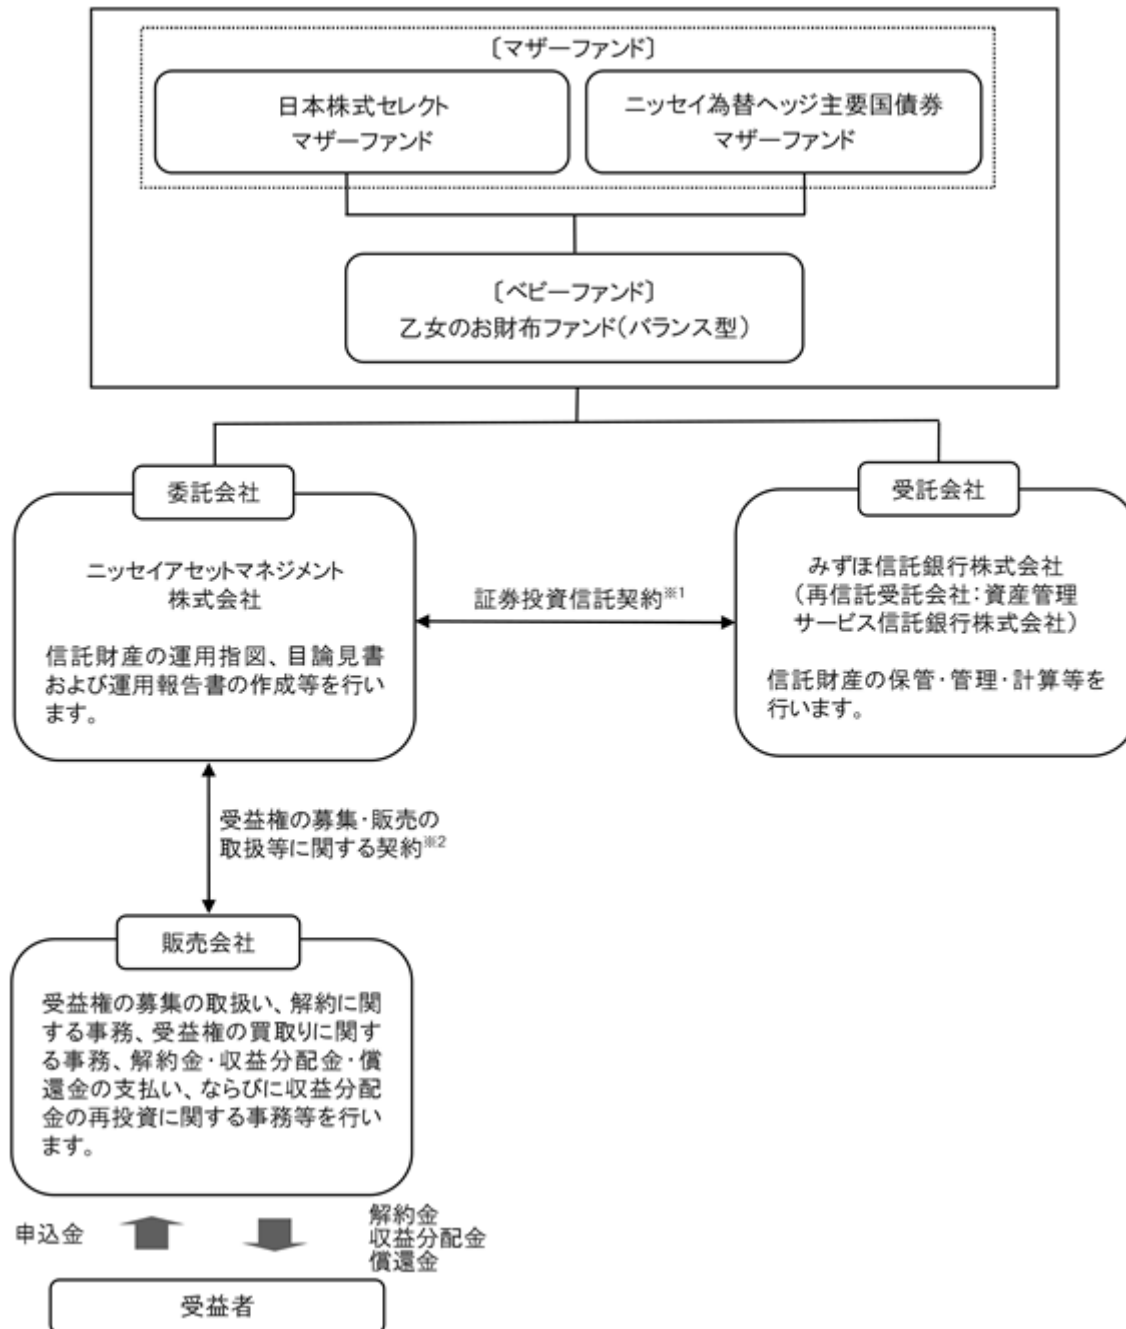 〔マザーファンド〕
日本株式セレクト
マザーファンド
ニッセイ為替ヘッジ主要国債券
マザーファンド
〔ベビーファンド〕
乙女のお財布ファンド（バランス型）
委託会社
ニッセイアセットマネジメント
株式会社
信託財産の運用指図、目論見書
および運用報告書の作成等を行い
ます。
証券投資信託契約※1
受託会社
みずほ信託銀行株式会社
（再信託受託会社：資産管理
サービス信託銀行株式会社）
信託財産の保管・管理・計算等を
行います。
受益権の募集・販売の
取扱等に関する契約※2
販売会社
受益権の募集の取扱い、解約に関
する事務、受益権の買取りに関す
る事務、解約金・収益分配金・償
還金の支払い、ならびに収益分配
金の再投資に関する事務等を行い
ます。
申込金
解約金
収益分配金
償還金
受益者